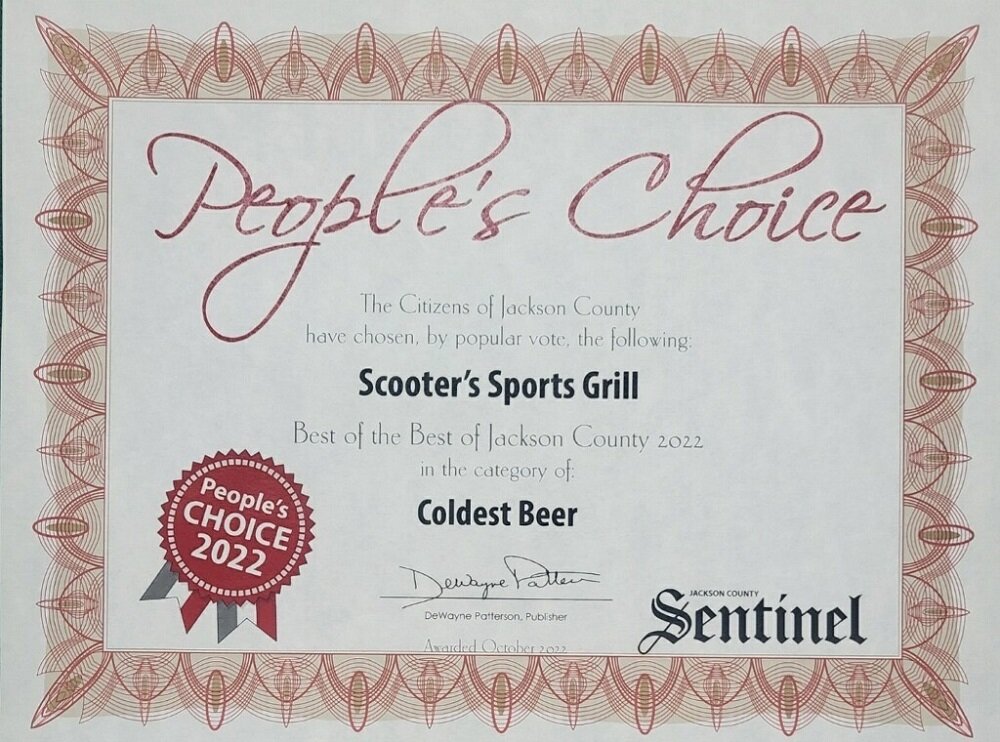 People's Choice
The Citizens of Jackson County
have chosen, by popular vote, the following:
Scooter's Sports Grill
Best of the Best of Jackson County 2022
in the category of:
Coldest Beer
People's
CHOICE
2022
DeWayne Patterson
DeWayne Patterson, Publisher
Awarded October 2022
JACKSON COUNTY
Sentinel